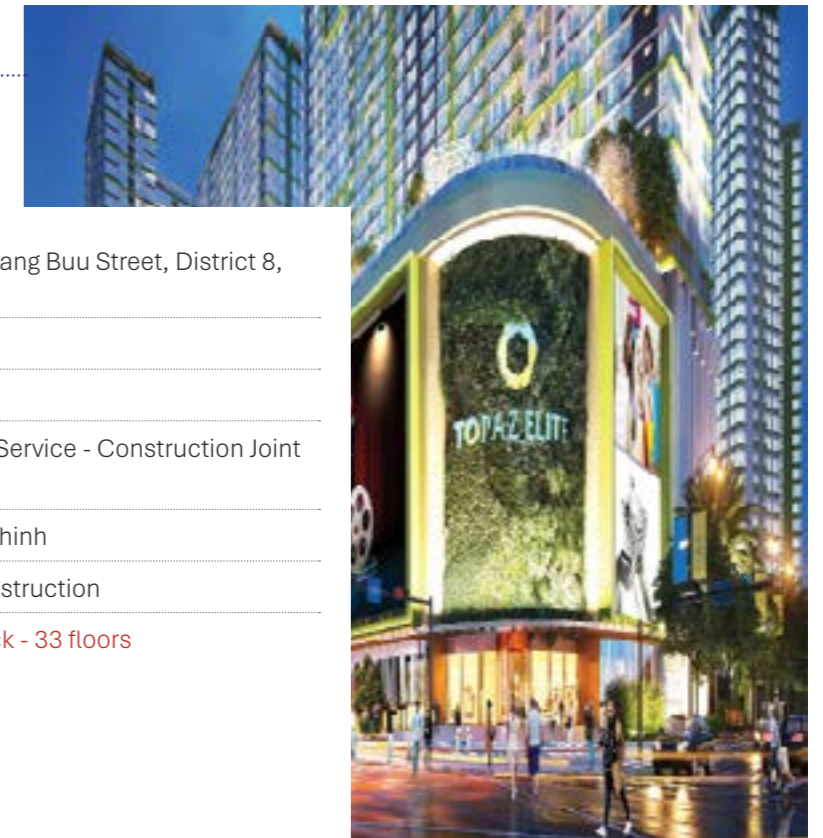 ang Buu Street, District 8,
Service - Construction Joint
hinh
struction
k - 33 floors
TOPAZ ELITE